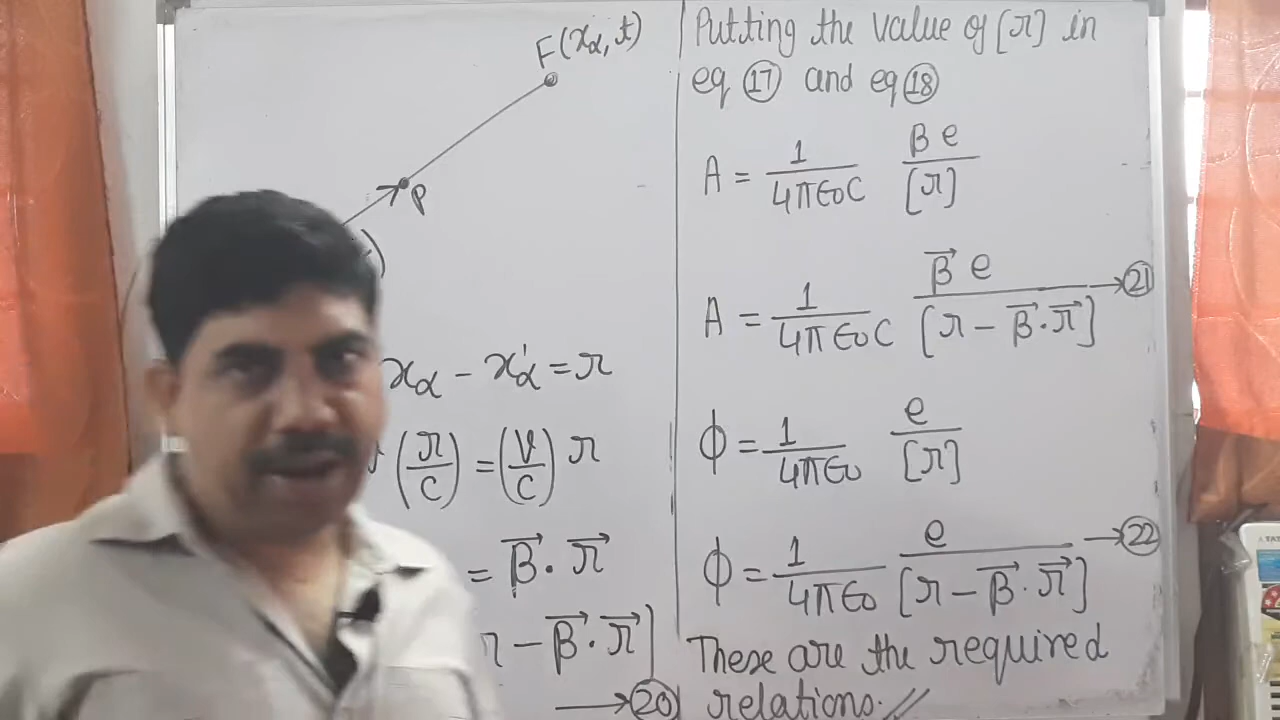 F(xα, t)
P
xα - x'α = r
(r/c) = (v/c) r
= β⃗ · r⃗
r - β⃗ · r⃗]
→ (20)
Putting the value of [r] in
eq (17) and eq (18)
A = 1/4πϵ0c βe/[r]
A = 1/4πϵ0c β⃗e/[r - β⃗ · r⃗] → (21)
ϕ = 1/4πϵ0 e/[r]
ϕ = 1/4πϵ0 e/[r - β⃗ · r⃗] → (22)
These are the required
relations. //